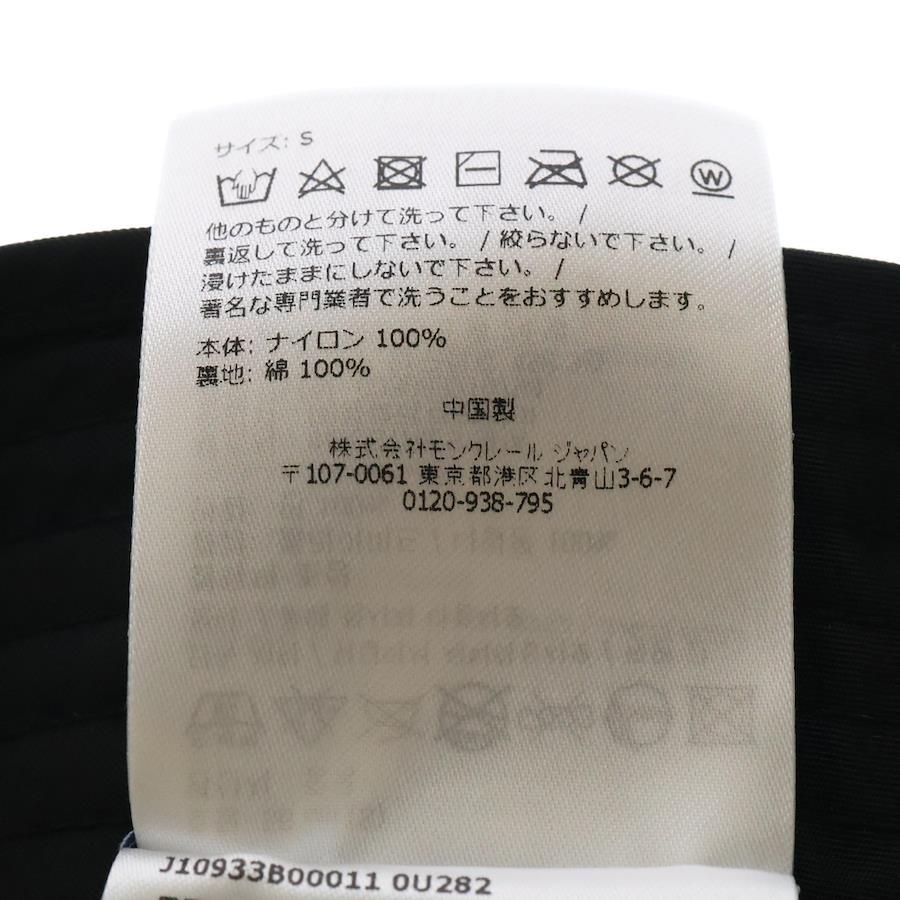 サイズ: S
W
他のものと分けて洗って下さい。/
裏返して洗って下さい。/ 絞らないで下さい。/
浸けたままにしないで下さい。/
著名な専門業者で洗うことをおすすめします。
本体: ナイロン 100%
裏地: 綿 100%
中国製
株式会社モンクレール ジャパン
〒107-0061 東京都港区北青山3-6-7
0120-938-795
J10933B00011 0U282